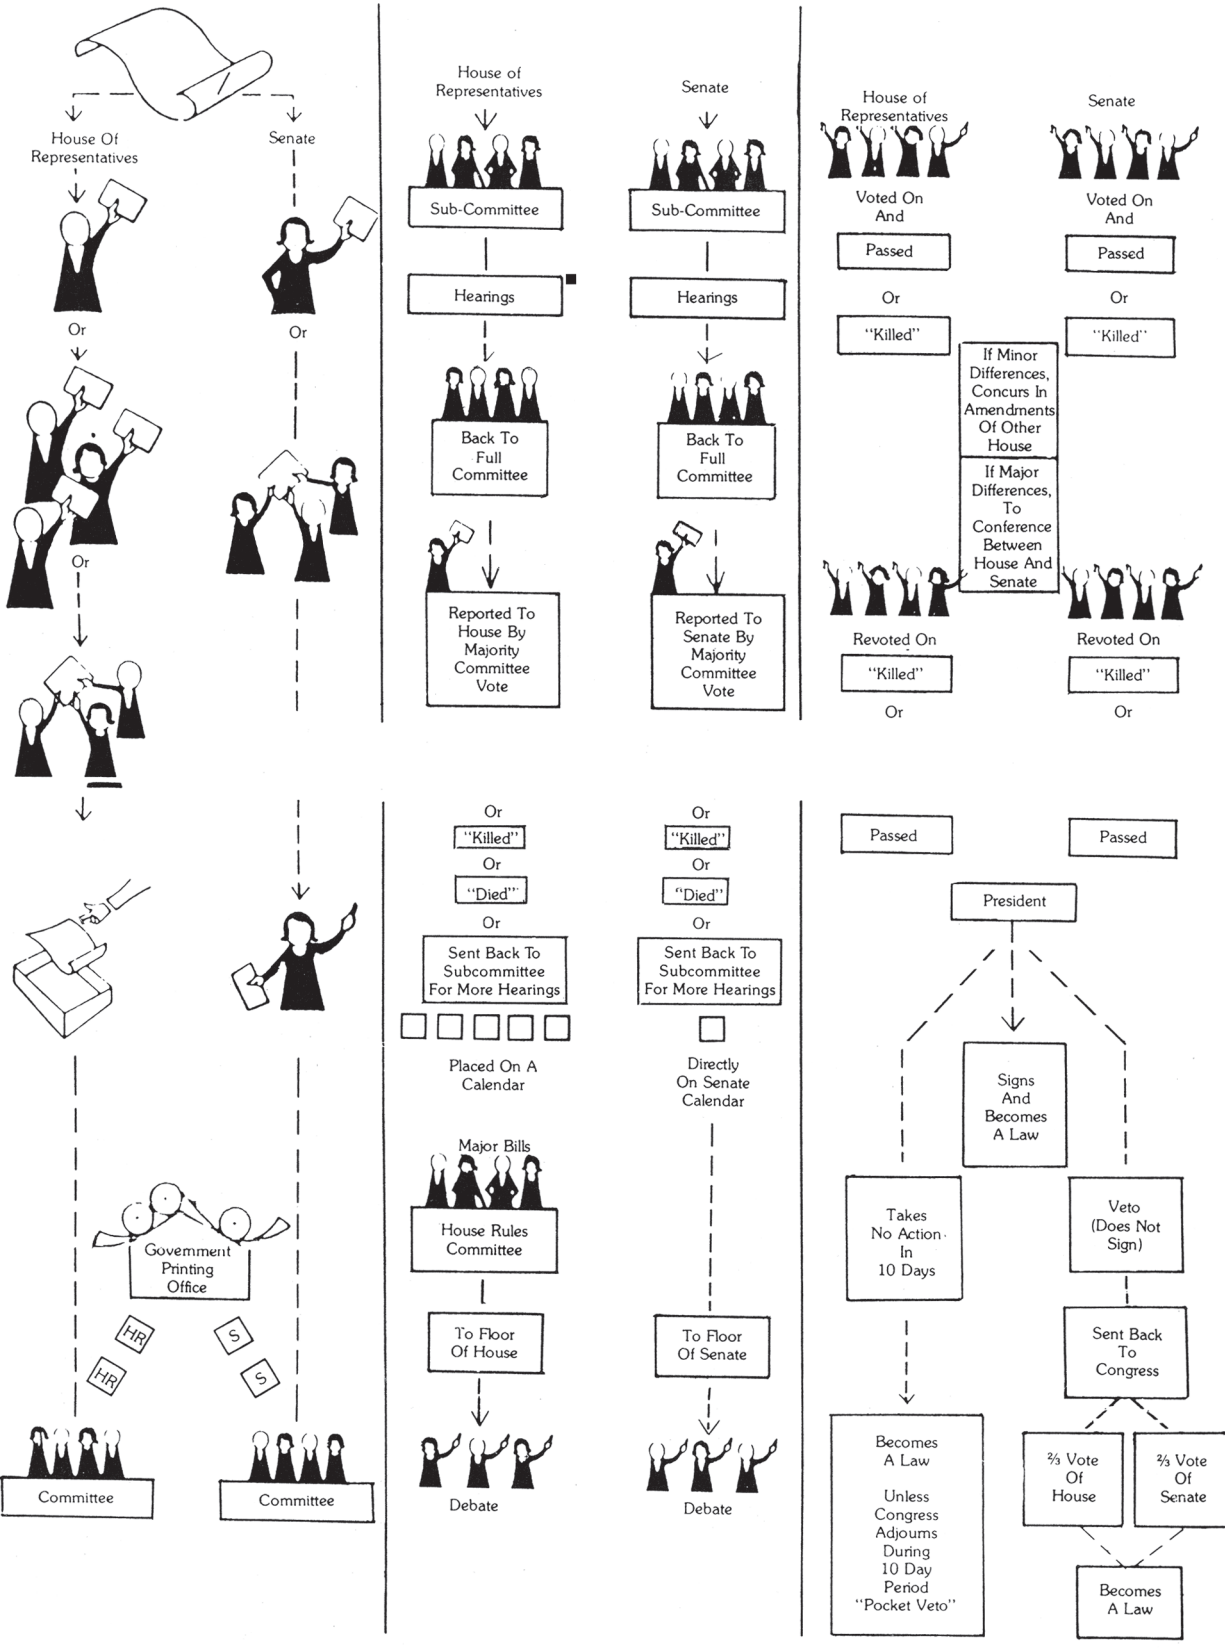 House Of
Representatives
Senate
Or
Or
Or
Government
Printing
Office
HR
S
HR
S
Committee
Committee
House of
Representatives
Senate
Sub-Committee
Sub-Committee
Hearings
Hearings
Back To
Full
Committee
Back To
Full
Committee
Reported To
House By
Majority
Committee
Vote
Reported To
Senate By
Majority
Committee
Vote
Or
Or
"Killed"
"Killed"
Or
Or
"Died"
"Died"
Or
Or
Sent Back To
Subcommittee
For More Hearings
Sent Back To
Subcommittee
For More Hearings
Placed On A
Calendar
Directly
On Senate
Calendar
Major Bills
House Rules
Committee
To Floor
Of House
To Floor
Of Senate
Debate
Debate
House of
Representatives
Senate
Voted On
And
Voted On
And
Passed
Passed
Or
Or
"Killed"
"Killed"
If Minor
Differences,
Concurs In
Amendments
Of Other
House
If Major
Differences,
To
Conference
Between
House And
Senate
Revoted On
Revoted On
"Killed"
"Killed"
Or
Or
Passed
Passed
President
Signs
And
Becomes
A Law
Takes
No Action
In
10 Days
Veto
(Does Not
Sign)
Sent Back
To
Congress
Becomes
A Law
Unless
Congress
Adjourns
During
10 Day
Period
"Pocket Veto"
⅔ Vote
Of
House
⅔ Vote
Of
Senate
Becomes
A Law